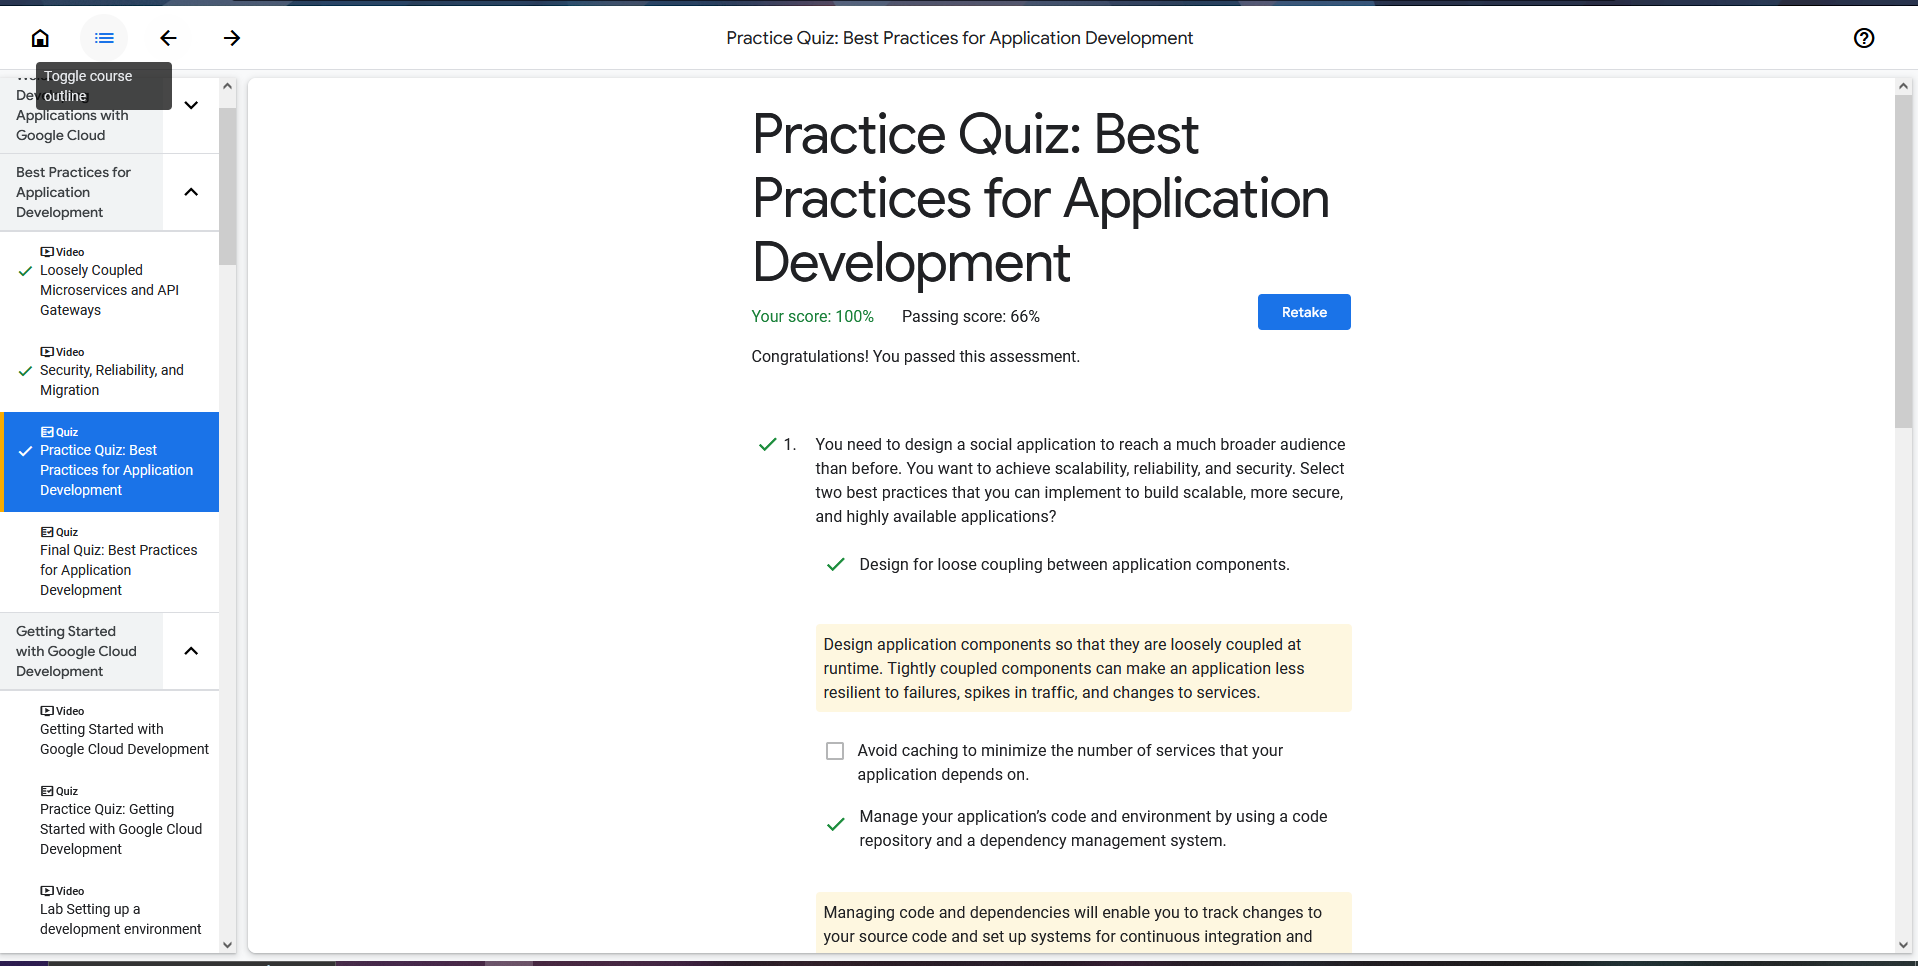 Practice Quiz: Best Practices for Application Development
Toggle course
outline
Applications with
Google Cloud
Best Practices for
Application
Development
Video
Loosely Coupled
Microservices and API
Gateways
Video
Security, Reliability, and
Migration
Quiz
Practice Quiz: Best
Practices for Application
Development
Quiz
Final Quiz: Best Practices
for Application
Development
Getting Started
with Google Cloud
Development
Video
Getting Started with
Google Cloud Development
Quiz
Practice Quiz: Getting
Started with Google Cloud
Development
Video
Lab Setting up a
development environment
Practice Quiz: Best
Practices for Application
Development
Your score: 100% Passing score: 66%
Retake
Congratulations! You passed this assessment.
1. You need to design a social application to reach a much broader audience
than before. You want to achieve scalability, reliability, and security. Select
two best practices that you can implement to build scalable, more secure,
and highly available applications?
Design for loose coupling between application components.
Design application components so that they are loosely coupled at
runtime. Tightly coupled components can make an application less
resilient to failures, spikes in traffic, and changes to services.
Avoid caching to minimize the number of services that your
application depends on.
Manage your application’s code and environment by using a code
repository and a dependency management system.
Managing code and dependencies will enable you to track changes to
your source code and set up systems for continuous integration and